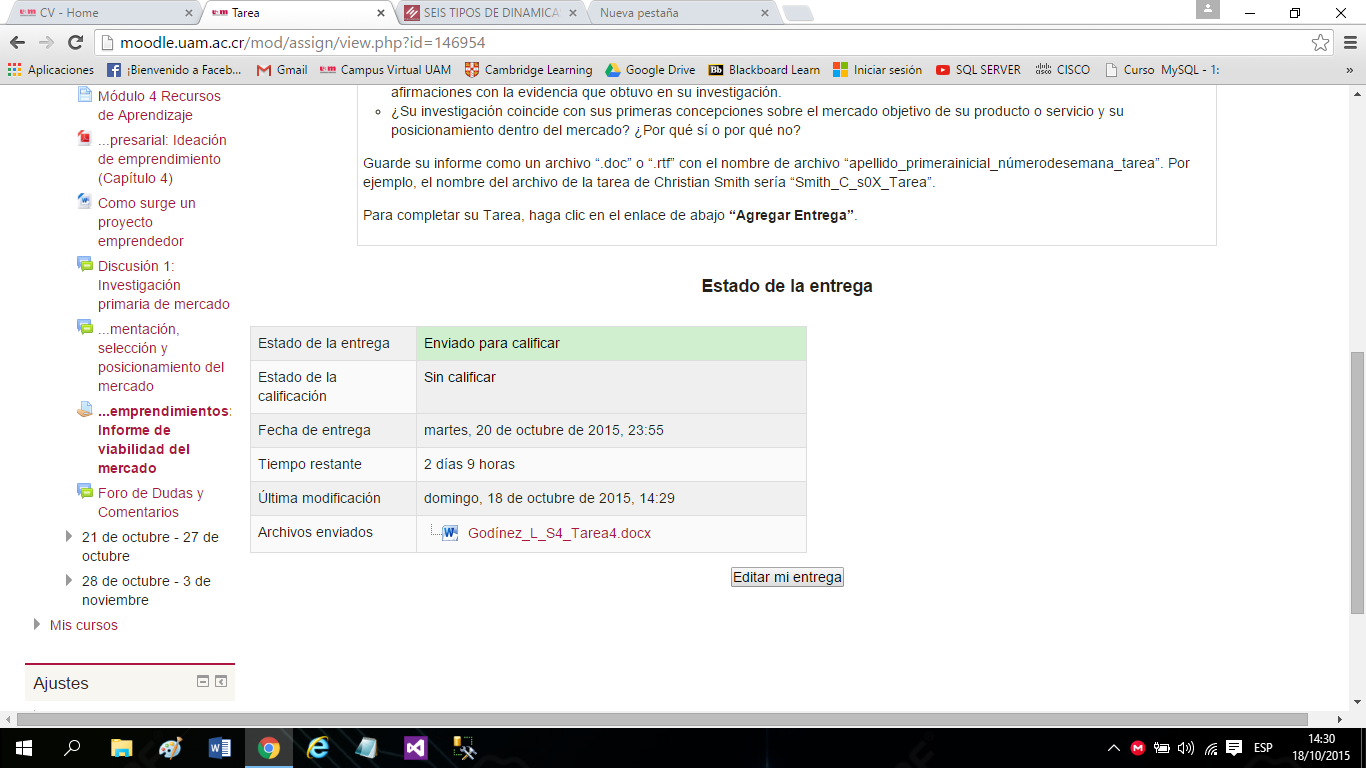 CV - Home
Tarea
SEIS TIPOS DE DINAMICA
Nueva pestaña
moodle.uam.ac.cr/mod/assign/view.php?id=146954
Aplicaciones
¡Bienvenido a Faceb...
Gmail
Campus Virtual UAM
Cambridge Learning
Google Drive
Bb Blackboard Learn
Iniciar sesión
SQL SERVER
CISCO
Curso MySQL - 1:
»
Módulo 4 Recursos
de Aprendizaje
...presarial: Ideación
de emprendimiento
(Capítulo 4)
Como surge un
proyecto
emprendedor
Discusión 1:
Investigación
primaria de mercado
...mentación,
selección y
posicionamiento del
mercado
...emprendimientos:
Informe de
viabilidad del
mercado
Foro de Dudas y
Comentarios
21 de octubre - 27 de
octubre
28 de octubre - 3 de
noviembre
Mis cursos
Ajustes
afirmaciones con la evidencia que obtuvo en su investigación.
¿Su investigación coincide con sus primeras concepciones sobre el mercado objetivo de su producto o servicio y su
posicionamiento dentro del mercado? ¿Por qué sí o por qué no?
Guarde su informe como un archivo “.doc” o “.rtf” con el nombre de archivo “apellido_primerainicial_númerodesemana_tarea”. Por
ejemplo, el nombre del archivo de la tarea de Christian Smith sería “Smith_C_s0X_Tarea”.
Para completar su Tarea, haga clic en el enlace de abajo “Agregar Entrega”.
Estado de la entrega
Estado de la entrega
Enviado para calificar
Estado de la
calificación
Sin calificar
Fecha de entrega
martes, 20 de octubre de 2015, 23:55
Tiempo restante
2 días 9 horas
Última modificación
domingo, 18 de octubre de 2015, 14:29
Archivos enviados
Godínez_L_S4_Tarea4.docx
Editar mi entrega
ESP
14:30
18/10/2015